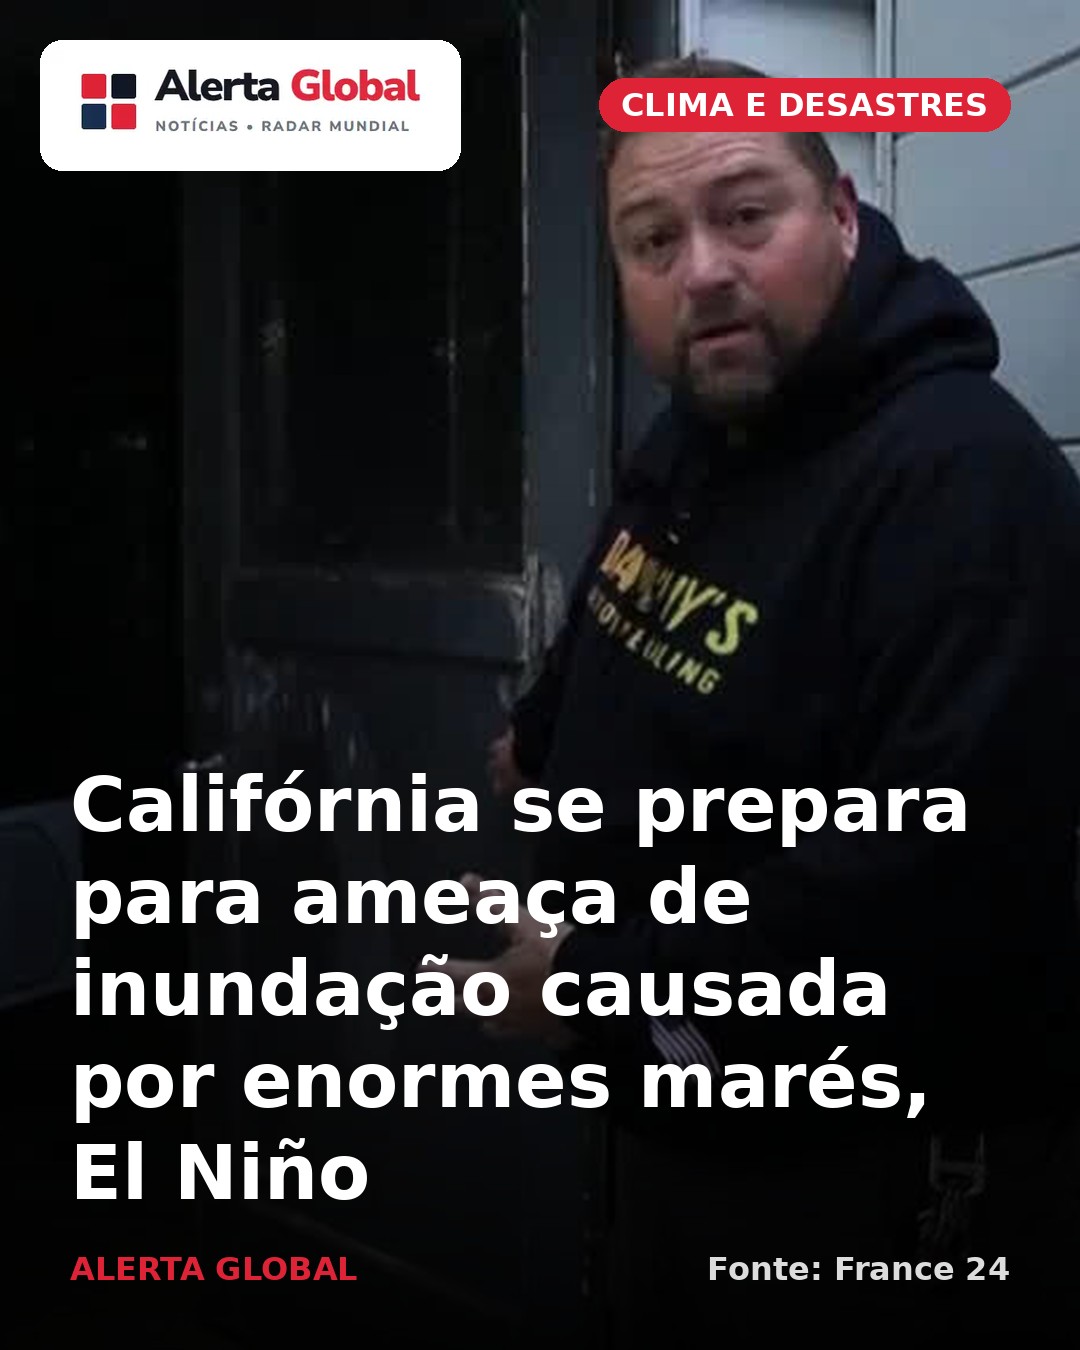 Alerta Global
NOTÍCIAS • RADAR MUNDIAL
CLIMA E DESASTRES
Califórnia se prepara
para ameaça de
inundação causada
por enormes marés,
El Niño
ALERTA GLOBAL
Fonte: France 24